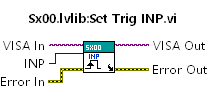 Sx00.lvlib:Set Trig INP.vi
VISA In
SX00
VISA Out
INP
INP
Error In
Error Out